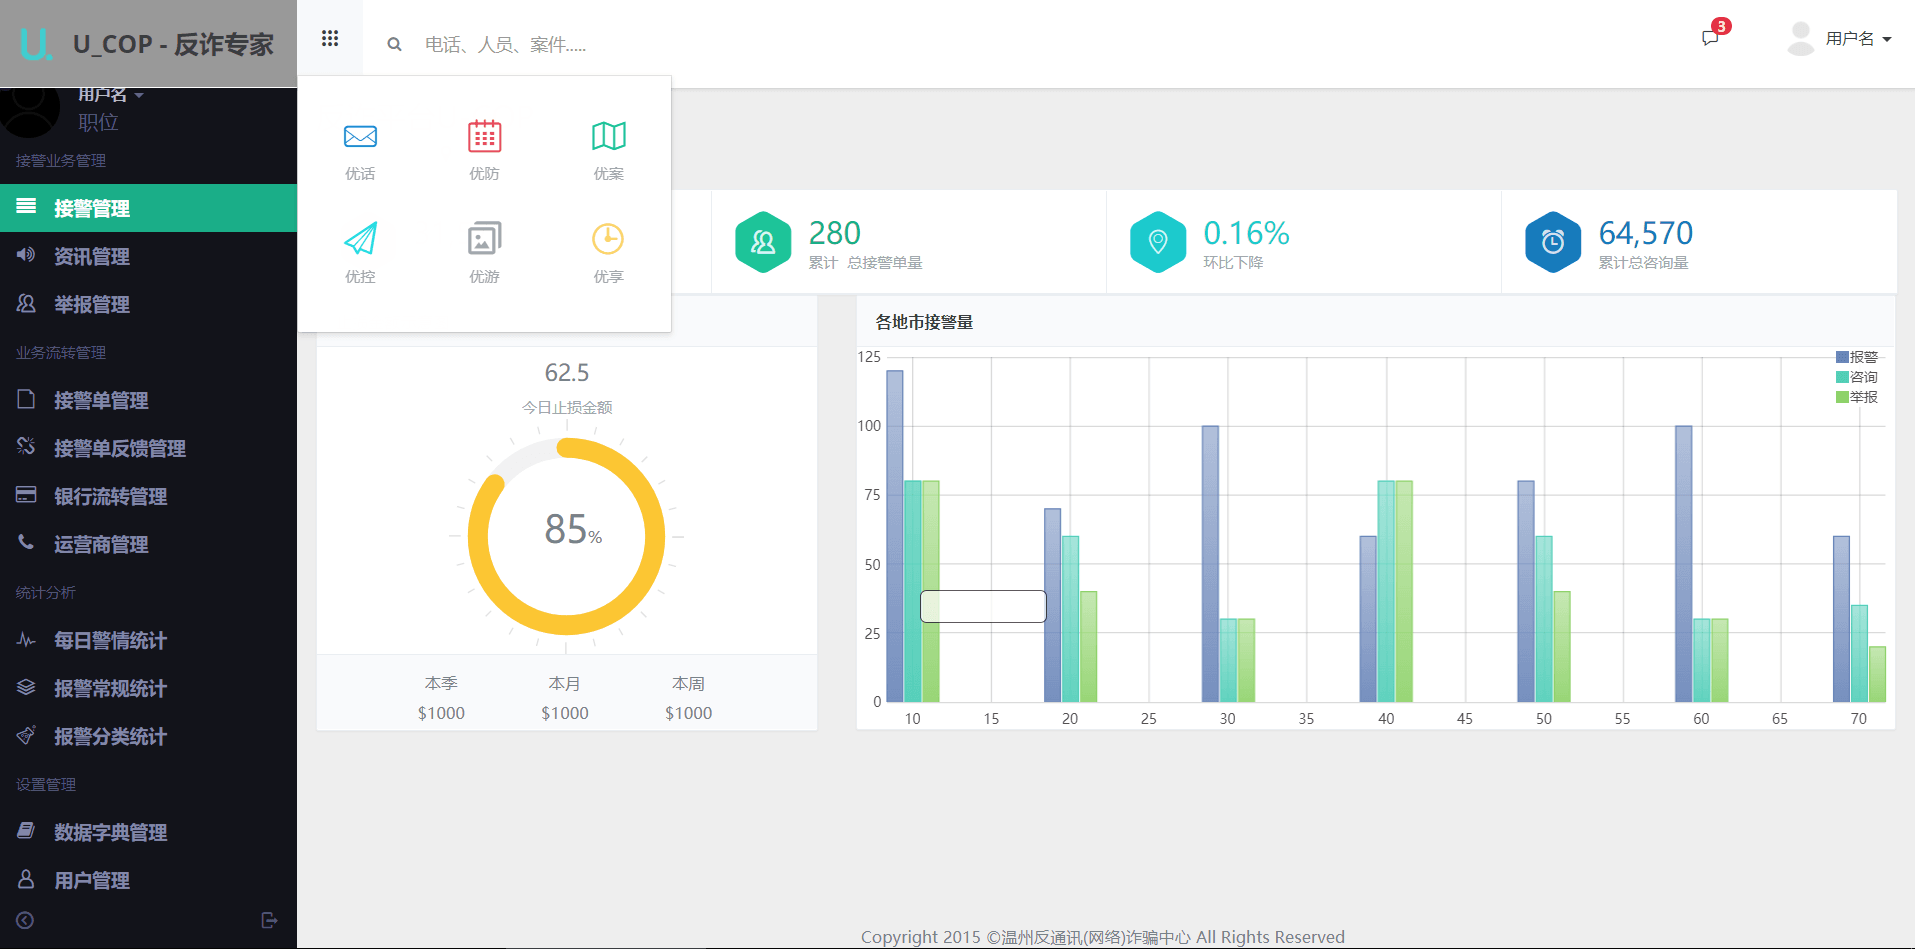 U. U_COP - 反诈专家
电话、人员、案件.....
3
用户名
用户名
职位
接警业务管理
接警管理
资讯管理
举报管理
业务流转管理
接警单管理
接警单反馈管理
银行流转管理
运营商管理
统计分析
每日警情统计
报警常规统计
报警分类统计
设置管理
数据字典管理
用户管理
优话 优防 优案
优控 优游 优享
280
累计 总接警单量
0.16%
环比下降
64,570
累计总咨询量
62.5
今日止损金额
85%
本季 本月 本周
$1000 $1000 $1000
各地市接警量
报警
咨询
举报
125
100
75
50
25
0
10 15 20 25 30 35 40 45 50 55 60 65 70
Copyright 2015 ©温州反通讯(网络)诈骗中心 All Rights Reserved